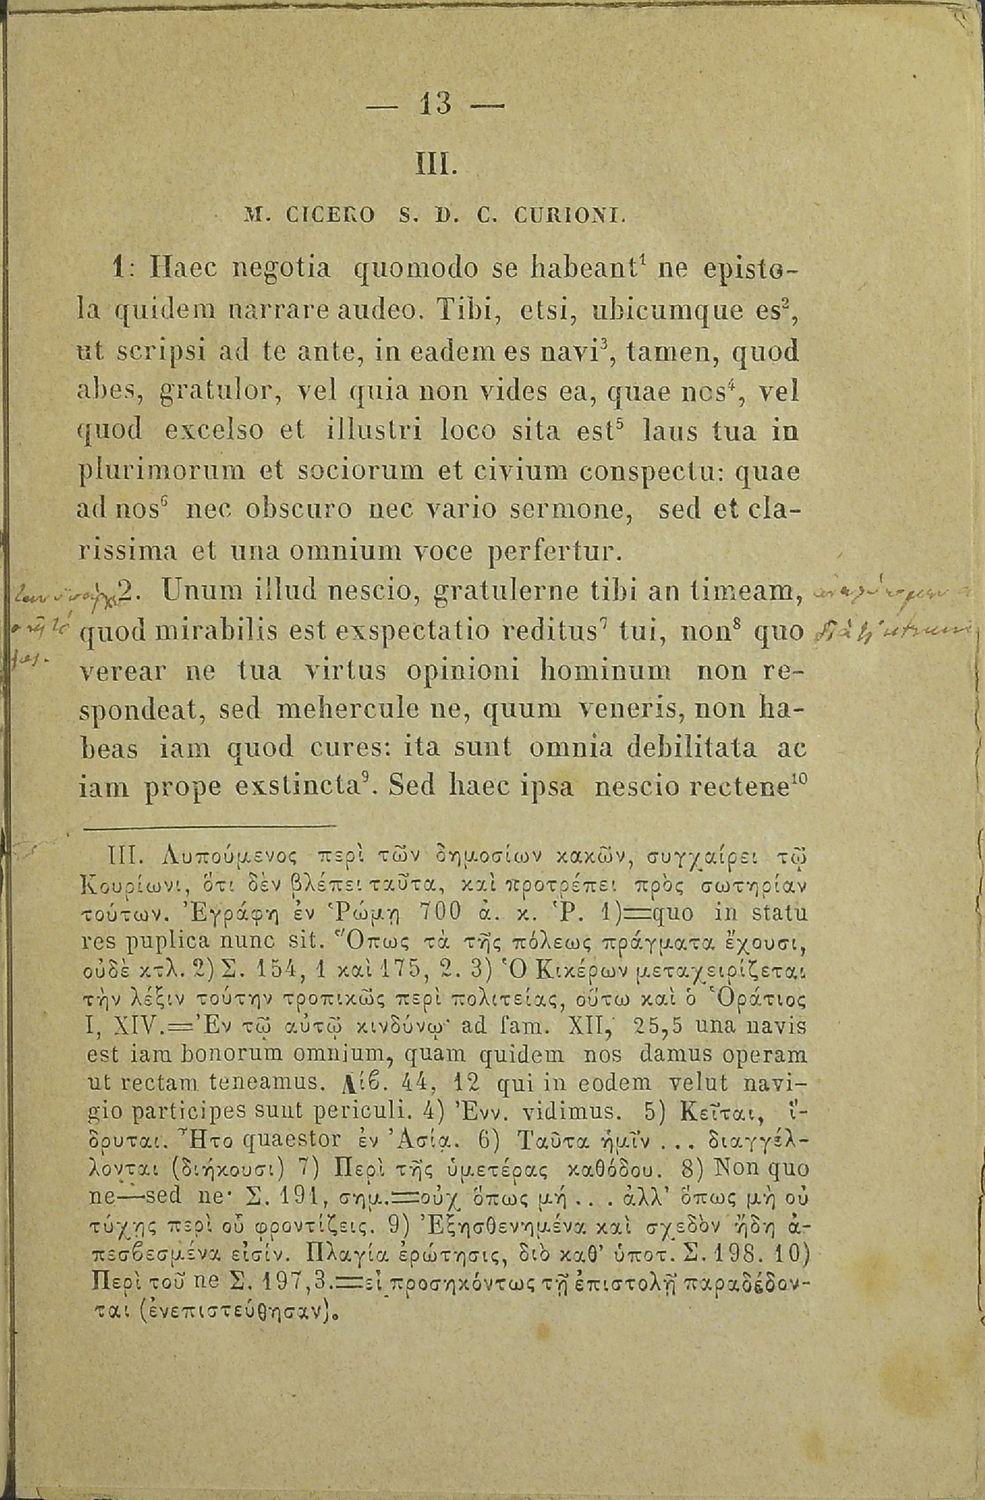 — 13 —
III.
M. CICERO S. D. C. CURIONI.
1: Haec negotia quomodo se habeant¹ ne episto-
la quidem narrare audeo. Tibi, etsi, ubicumque es²,
ut scripsi ad te ante, in eadem es navi³, tamen, quod
abes, gratulor, vel quia non vides ea, quae nos⁴, vel
quod excelso et illustri loco sita est⁵ laus tua in
plurimorum et sociorum et civium conspectu: quae
ad nos⁶ nec obscuro nec vario sermone, sed et cla-
rissima et una omnium voce perfertur.
2. Unum illud nescio, gratulerne tibi an timeam,
quod mirabilis est exspectatio reditus⁷ tui, non⁸ quo
verear ne tua virtus opinioni hominum non re-
spondeat, sed mehercule ne, quum veneris, non ha-
beas iam quod cures: ita sunt omnia debilitata ac
iam prope exstincta⁹. Sed haec ipsa nescio rectene¹⁰
III. Λυπούμενος περὶ τῶν δημοσίων κακῶν, συγχαίρει τῷ
Κουρίωνι, ὅτι δὲν βλέπει ταῦτα, καὶ προτρέπει πρὸς σωτηρίαν
τούτων. Ἐγράφη ἐν Ῥώμῃ 700 ἀ. κ. Ῥ. 1)=quo in statu
res puplica nunc sit. Ὅπως τὰ τῆς πόλεως πράγματα ἔχουσι,
οὐδὲ κτλ. 2) Σ. 154, 1 καὶ 175, 2. 3) Ὁ Κικέρων μεταχειρίζεται
τὴν λέξιν τούτην τροπικῶς περὶ πολιτείας, οὕτω καὶ ὁ Ὁράτιος
I, XIV.=Ἐν τῷ αὐτῷ κινδύνῳ· ad fam. XII, 25,5 una navis
est iam bonorum omnium, quam quidem nos damus operam
ut rectam teneamus. Λίϐ. 44, 12 qui in eodem velut navi-
gio participes sunt periculi. 4) Ἐνν. vidimus. 5) Κεῖται, ἵ-
δρυται. Ἦτο quaestor ἐν Ἀσίᾳ. 6) Ταῦτα ἡμῖν ... διαγγέλ-
λονται (διήκουσι) 7) Περὶ τῆς ὑμετέρας καθόδου. 8) Non quo
ne—sed ne· Σ. 191, σημ.=οὐχ ὅπως μή ... ἀλλ' ὅπως μὴ οὐ
τύχῃς περὶ οὗ φροντίζεις. 9) Ἐξησθενημένα καὶ σχεδὸν ἤδη ἀ-
πεσϐεσμένα εἰσίν. Πλαγία ἐρώτησις, διὸ καθ' ὑποτ. Σ. 198. 10)
Περὶ τοῦ ne Σ. 197,3.=εἰ προσηκόντως τῇ ἐπιστολῇ παραδίδον-
ται (ἐνεπιστεύθησαν).